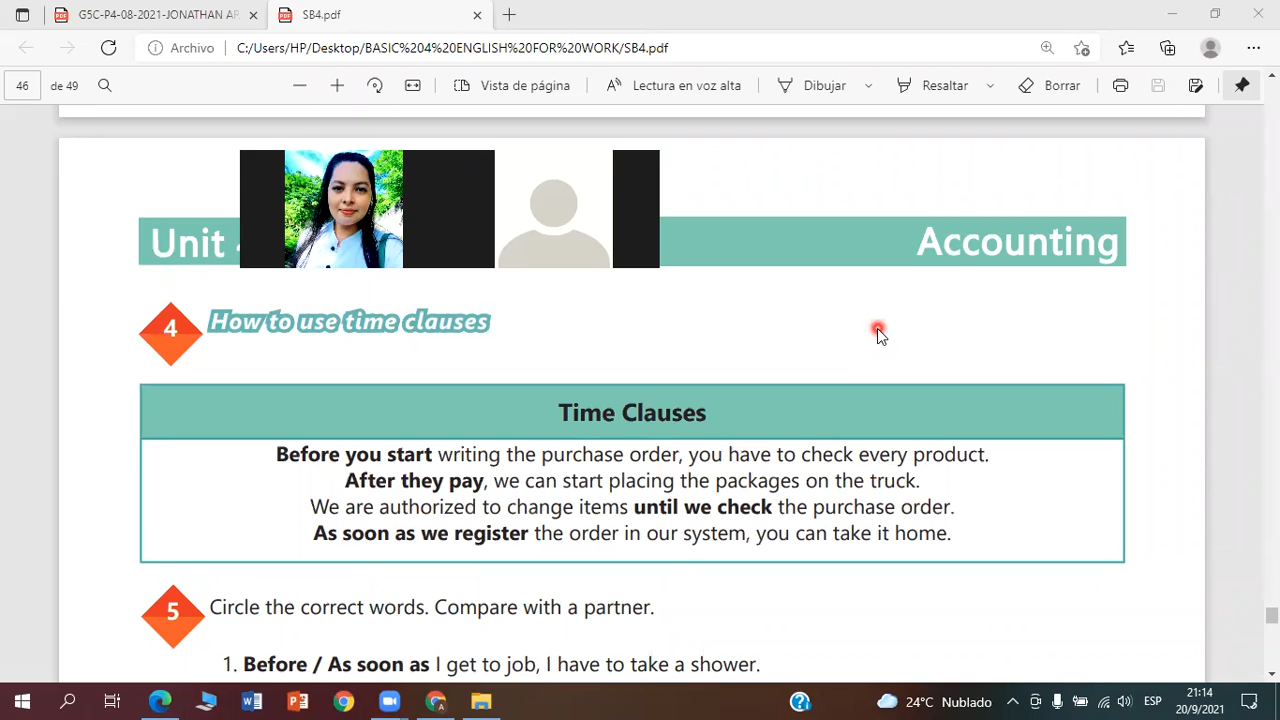 G5C-P4-08-2021-JONATHAN AR
SB4.pdf
Archivo
C:/Users/HP/Desktop/BASIC%204%20ENGLISH%20FOR%20WORK/SB4.pdf
46 de 49
Vista de página
Lectura en voz alta
Dibujar
Resaltar
Borrar
Unit
Accounting
4 How to use time clauses
Time Clauses
Before you start writing the purchase order, you have to check every product.
After they pay, we can start placing the packages on the truck.
We are authorized to change items until we check the purchase order.
As soon as we register the order in our system, you can take it home.
5 Circle the correct words. Compare with a partner.
1. Before / As soon as I get to job, I have to take a shower.
24°C Nublado
ESP
21:14
20/9/2021